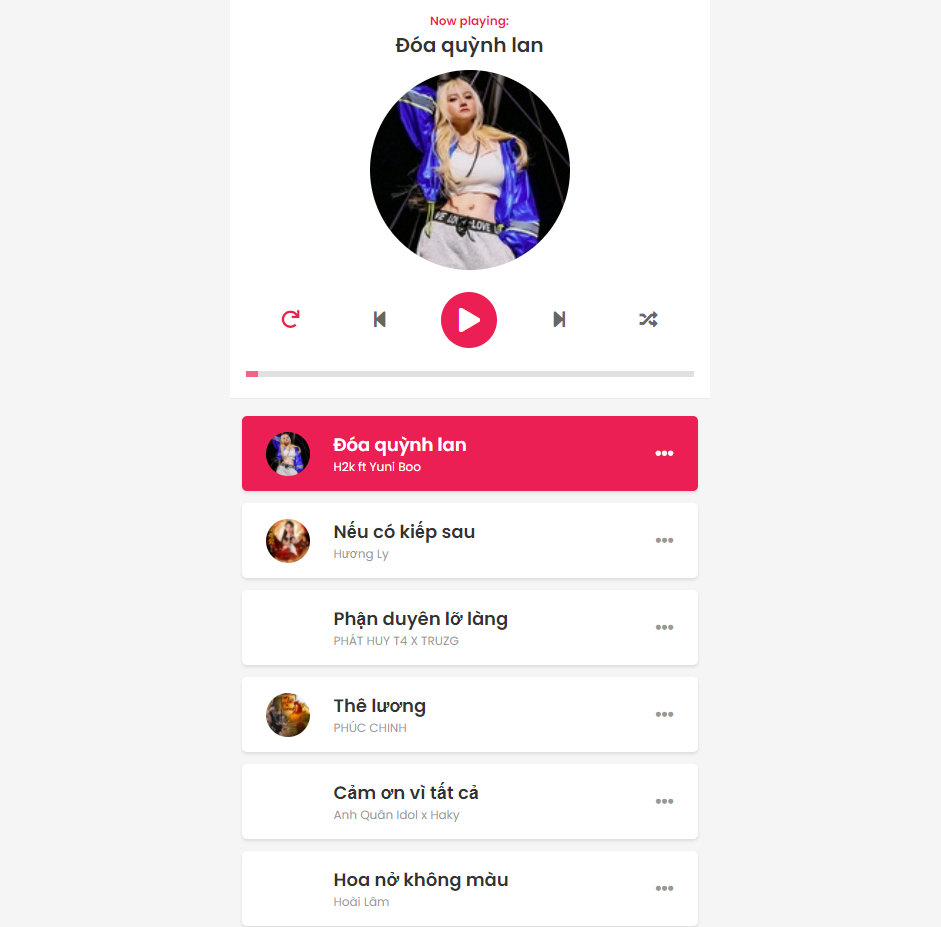 Now playing:
Đóa quỳnh lan
Đóa quỳnh lan
H2k ft Yuni Boo
Nếu có kiếp sau
Hương Ly
Phận duyên lỡ làng
PHÁT HUY T4 X TRUZG
Thê lương
PHÚC CHINH
Cảm ơn vì tất cả
Anh Quân Idol x Haky
Hoa nở không màu
Hoài Lâm